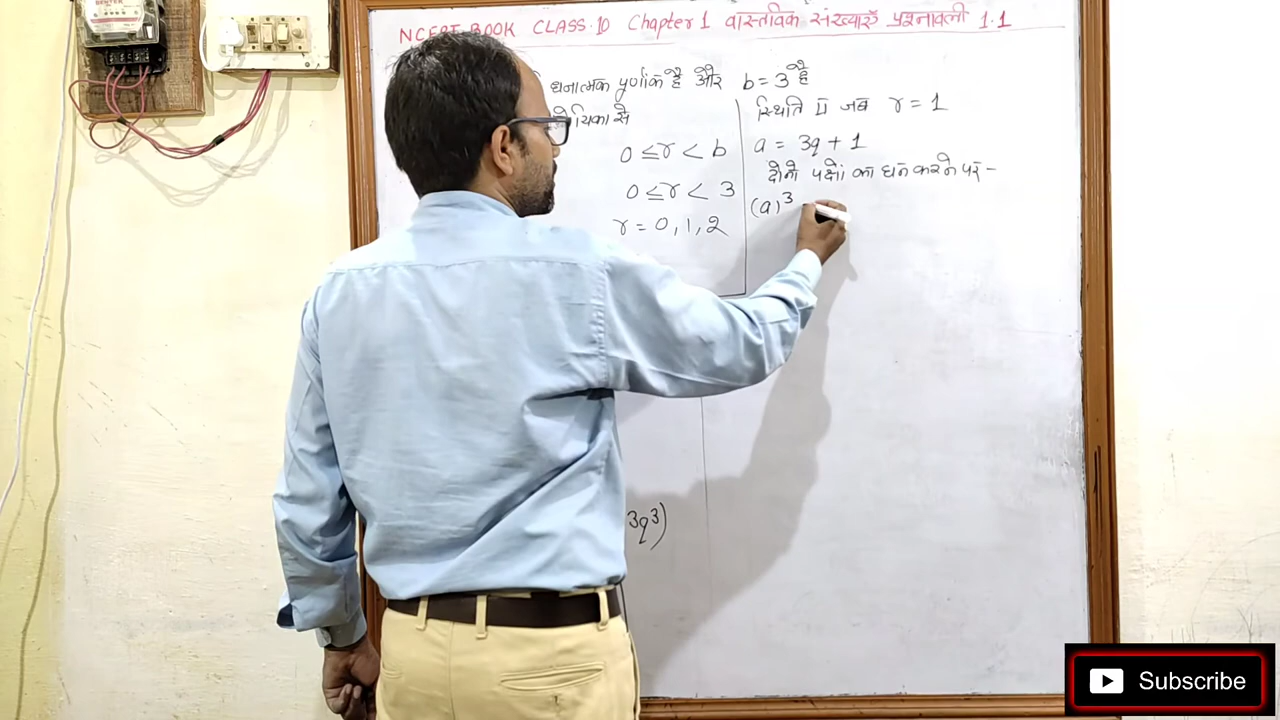 NCERT BOOK CLASS.10 Chapter 1 वास्तविक संख्याएँ प्रश्नावली 1.1
धनात्मक पूर्णांक है और b = 3 है
से
0 ≤ r < b
0 ≤ r < 3
r = 0, 1, 2
3q3)
स्थिति II जब r = 1
a = 3q + 1
दोनो पक्षों का घन करने पर -
(a)3
Subscribe